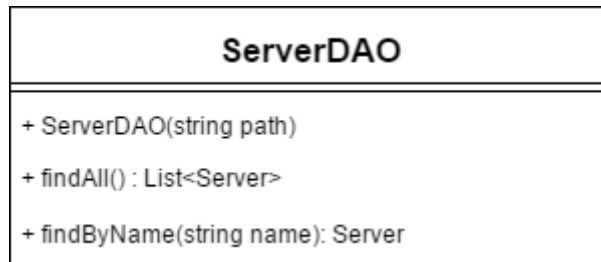 ServerDAO
+ ServerDAO(string path)
+ findAll() : List<Server>
+ findByName(string name): Server